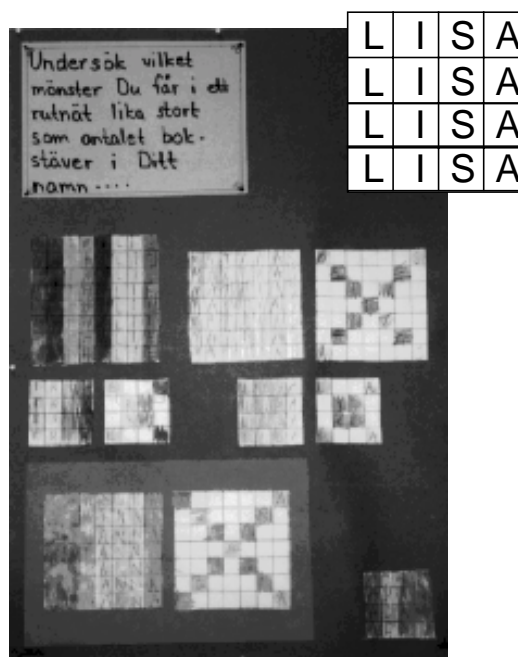 Undersök vilket
mönster Du får i ett
rutnät lika stort
som antalet bok-
stäver i Ditt
namn....
L I S A
L I S A
L I S A
L I S A